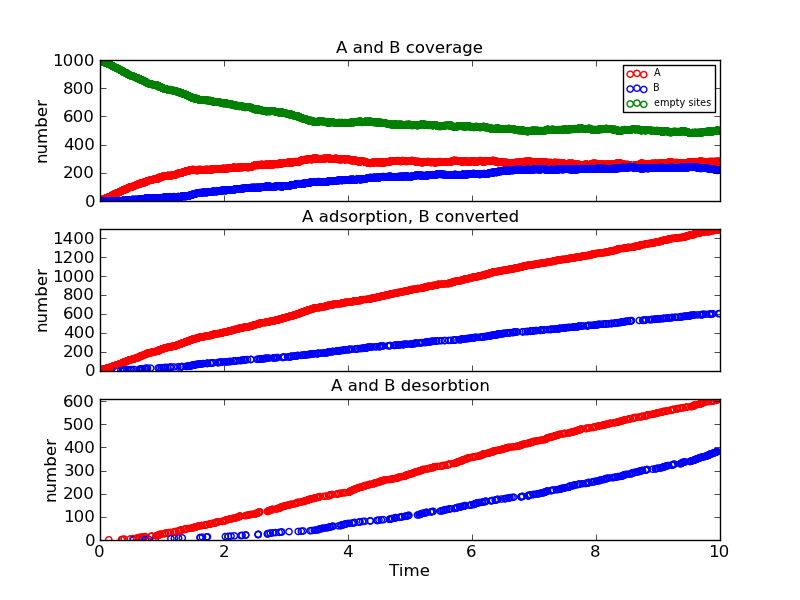 A and B coverage
1000
800
600
400
200
0
number
A
B
empty sites
A adsorption, B converted
1400
1200
1000
800
600
400
200
0
number
A and B desorbtion
600
500
400
300
200
100
0
number
0 2 4 6 8 10
Time